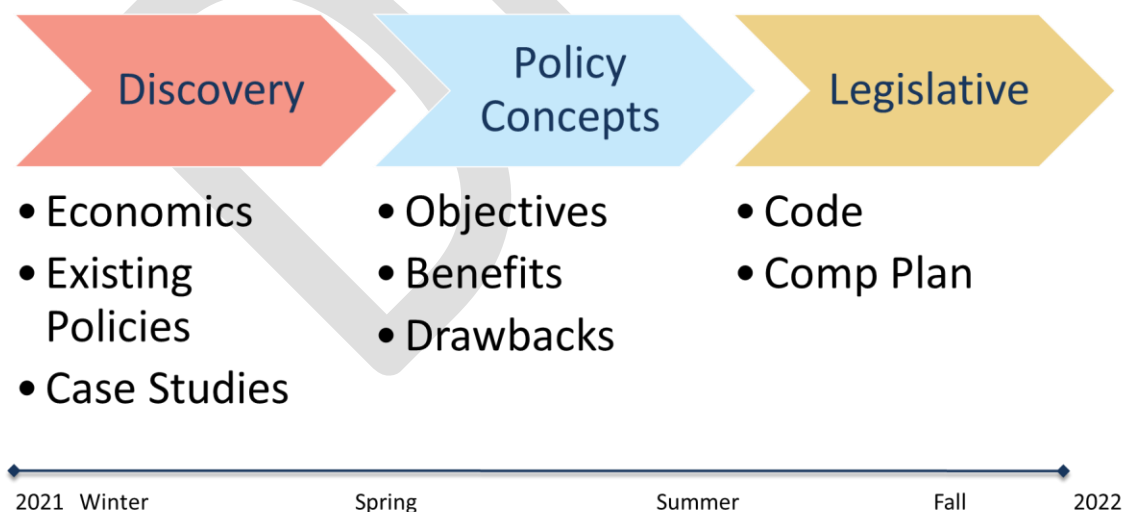 Discovery
Policy
Concepts
Legislative
• Economics
• Existing
Policies
• Case Studies
• Objectives
• Benefits
• Drawbacks
• Code
• Comp Plan
2021 Winter Spring Summer Fall 2022